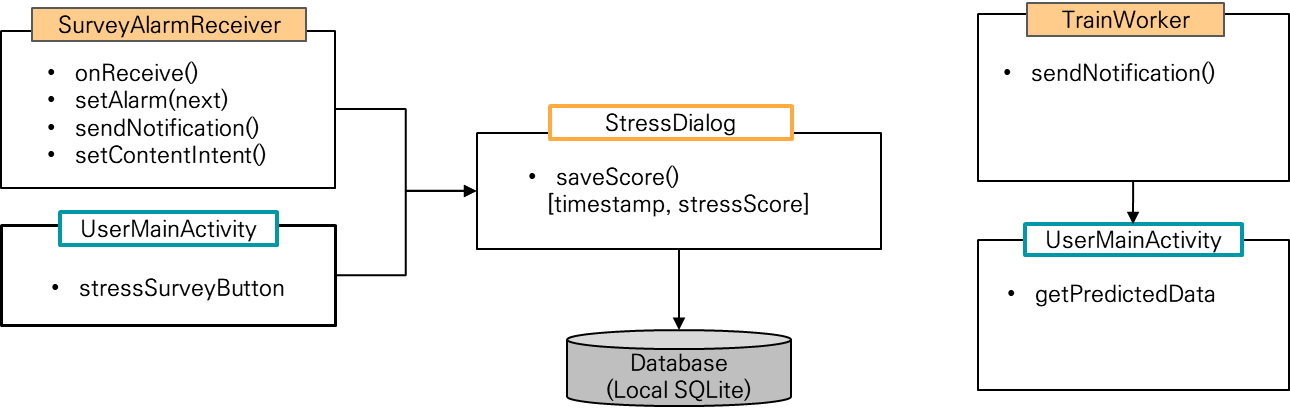 SurveyAlarmReceiver
• onReceive()
• setAlarm(next)
• sendNotification()
• setContentIntent()
UserMainActivity
• stressSurveyButton
StressDialog
• saveScore()
[timestamp, stressScore]
Database
(Local SQLite)
TrainWorker
• sendNotification()
UserMainActivity
• getPredictedData